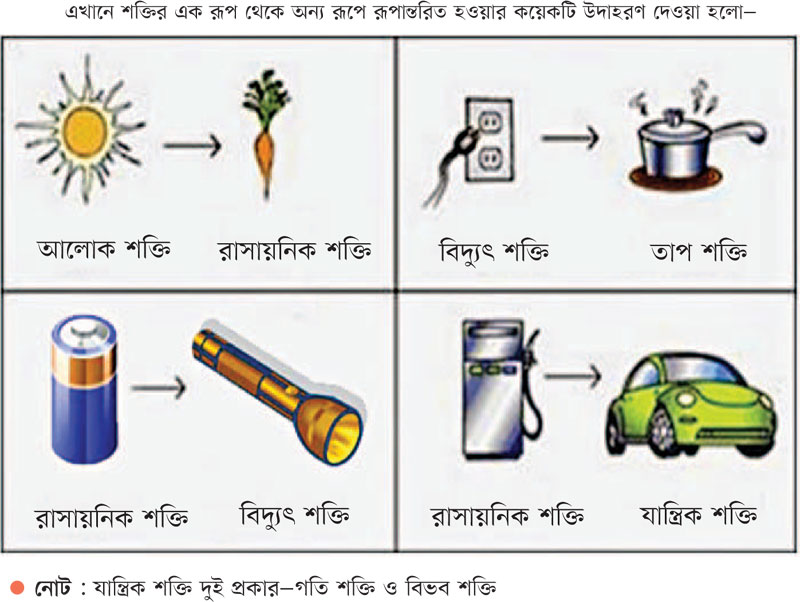 এখানে শক্তির এক রূপ থেকে অন্য রূপে রূপান্তরিত হওয়ার কয়েকটি উদাহরণ দেওয়া হলো–
আলোক শক্তি রাসায়নিক শক্তি
বিদ্যুৎ শক্তি তাপ শক্তি
রাসায়নিক শক্তি বিদ্যুৎ শক্তি
রাসায়নিক শক্তি যান্ত্রিক শক্তি
নোট : যান্ত্রিক শক্তি দুই প্রকার–গতি শক্তি ও বিভব শক্তি